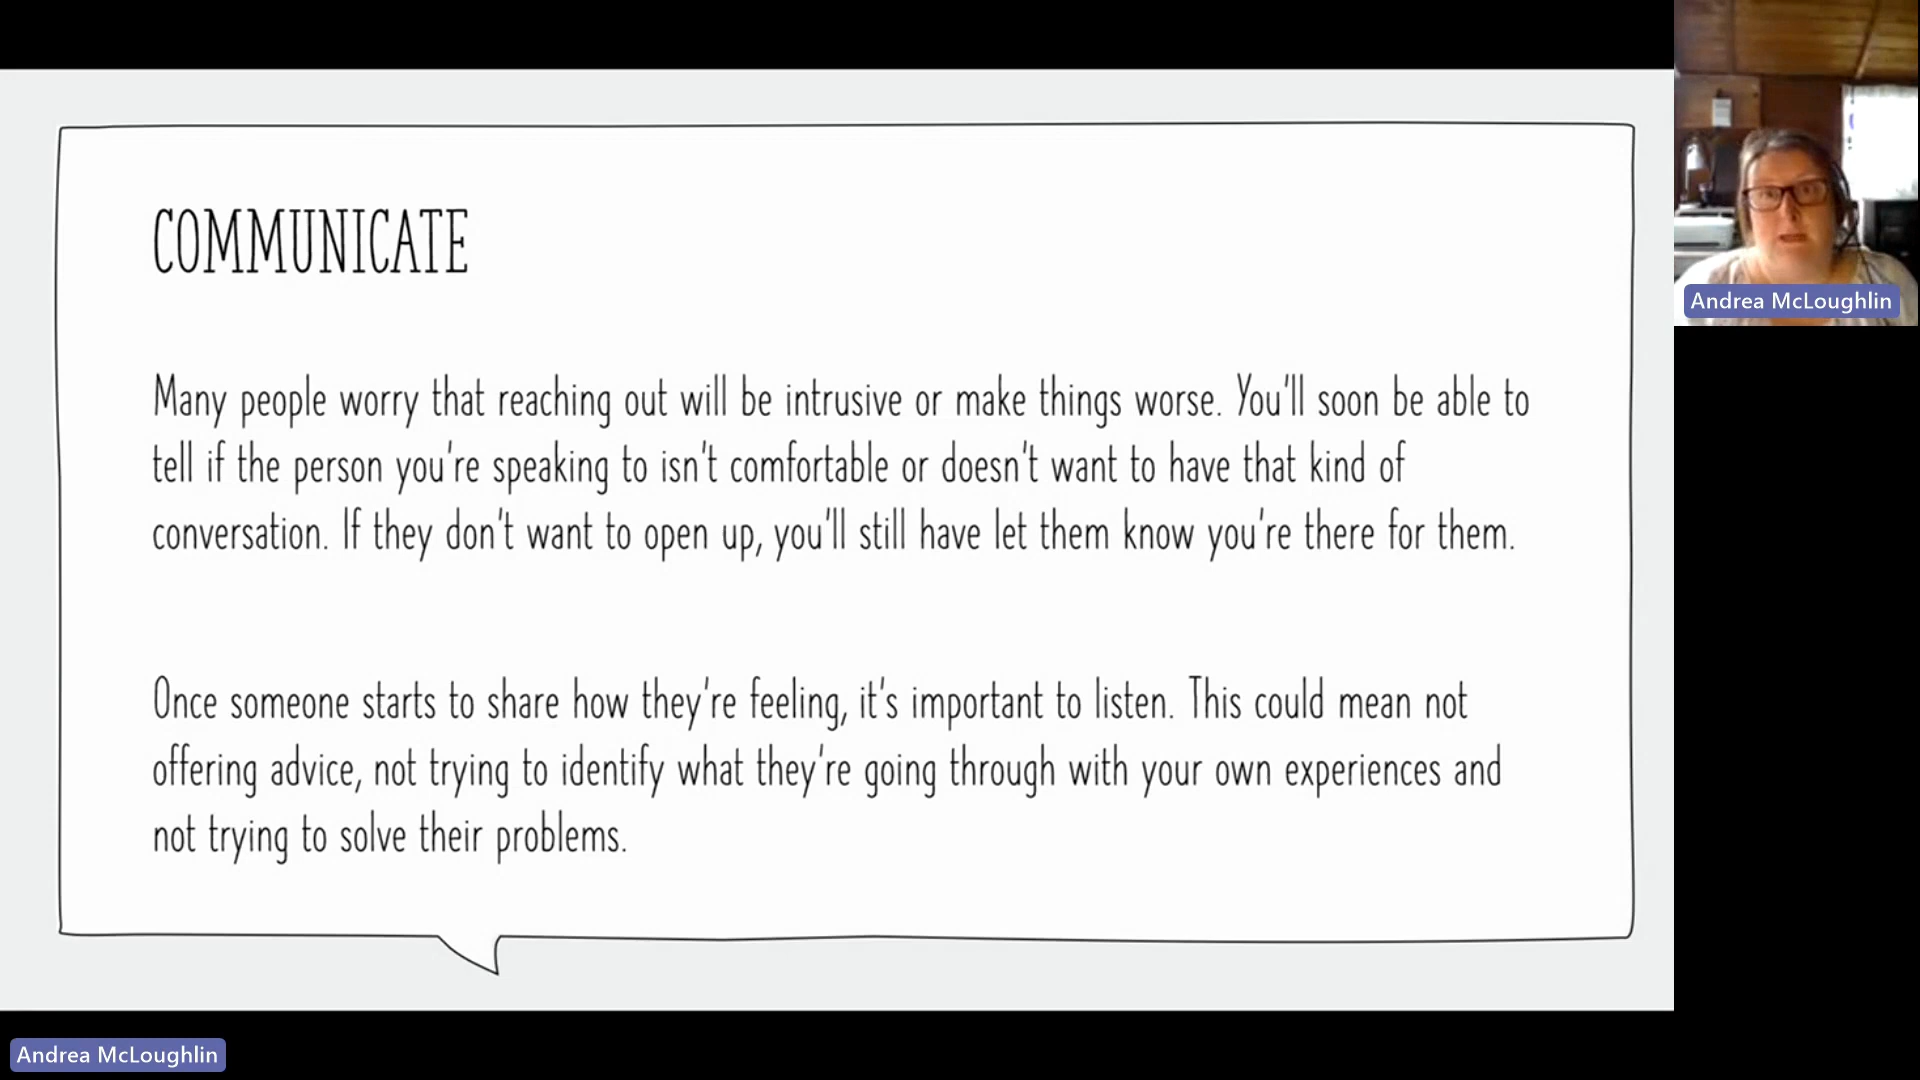 COMMUNICATE
Many people worry that reaching out will be intrusive or make things worse. You'll soon be able to
tell if the person you're speaking to isn't comfortable or doesn't want to have that kind of
conversation. If they don't want to open up, you'll still have let them know you're there for them.
Once someone starts to share how they're feeling, it's important to listen. This could mean not
offering advice, not trying to identify what they're going through with your own experiences and
not trying to solve their problems.
Andrea McLoughlin
Andrea McLoughlin